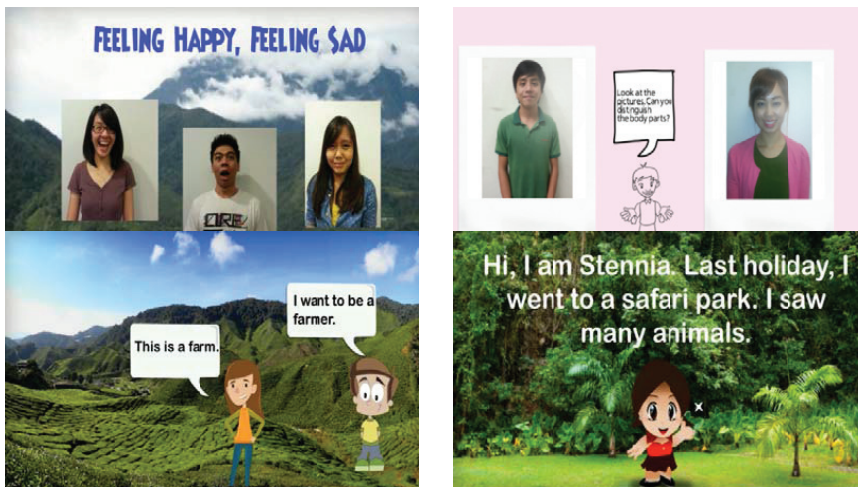 FEELING HAPPY, FEELING SAD
Look at the
pictures. Can you
distinguish
the body parts?
This is a farm.
I want to be a
farmer.
Hi, I am Stennia. Last holiday, I
went to a safari park. I saw
many animals.